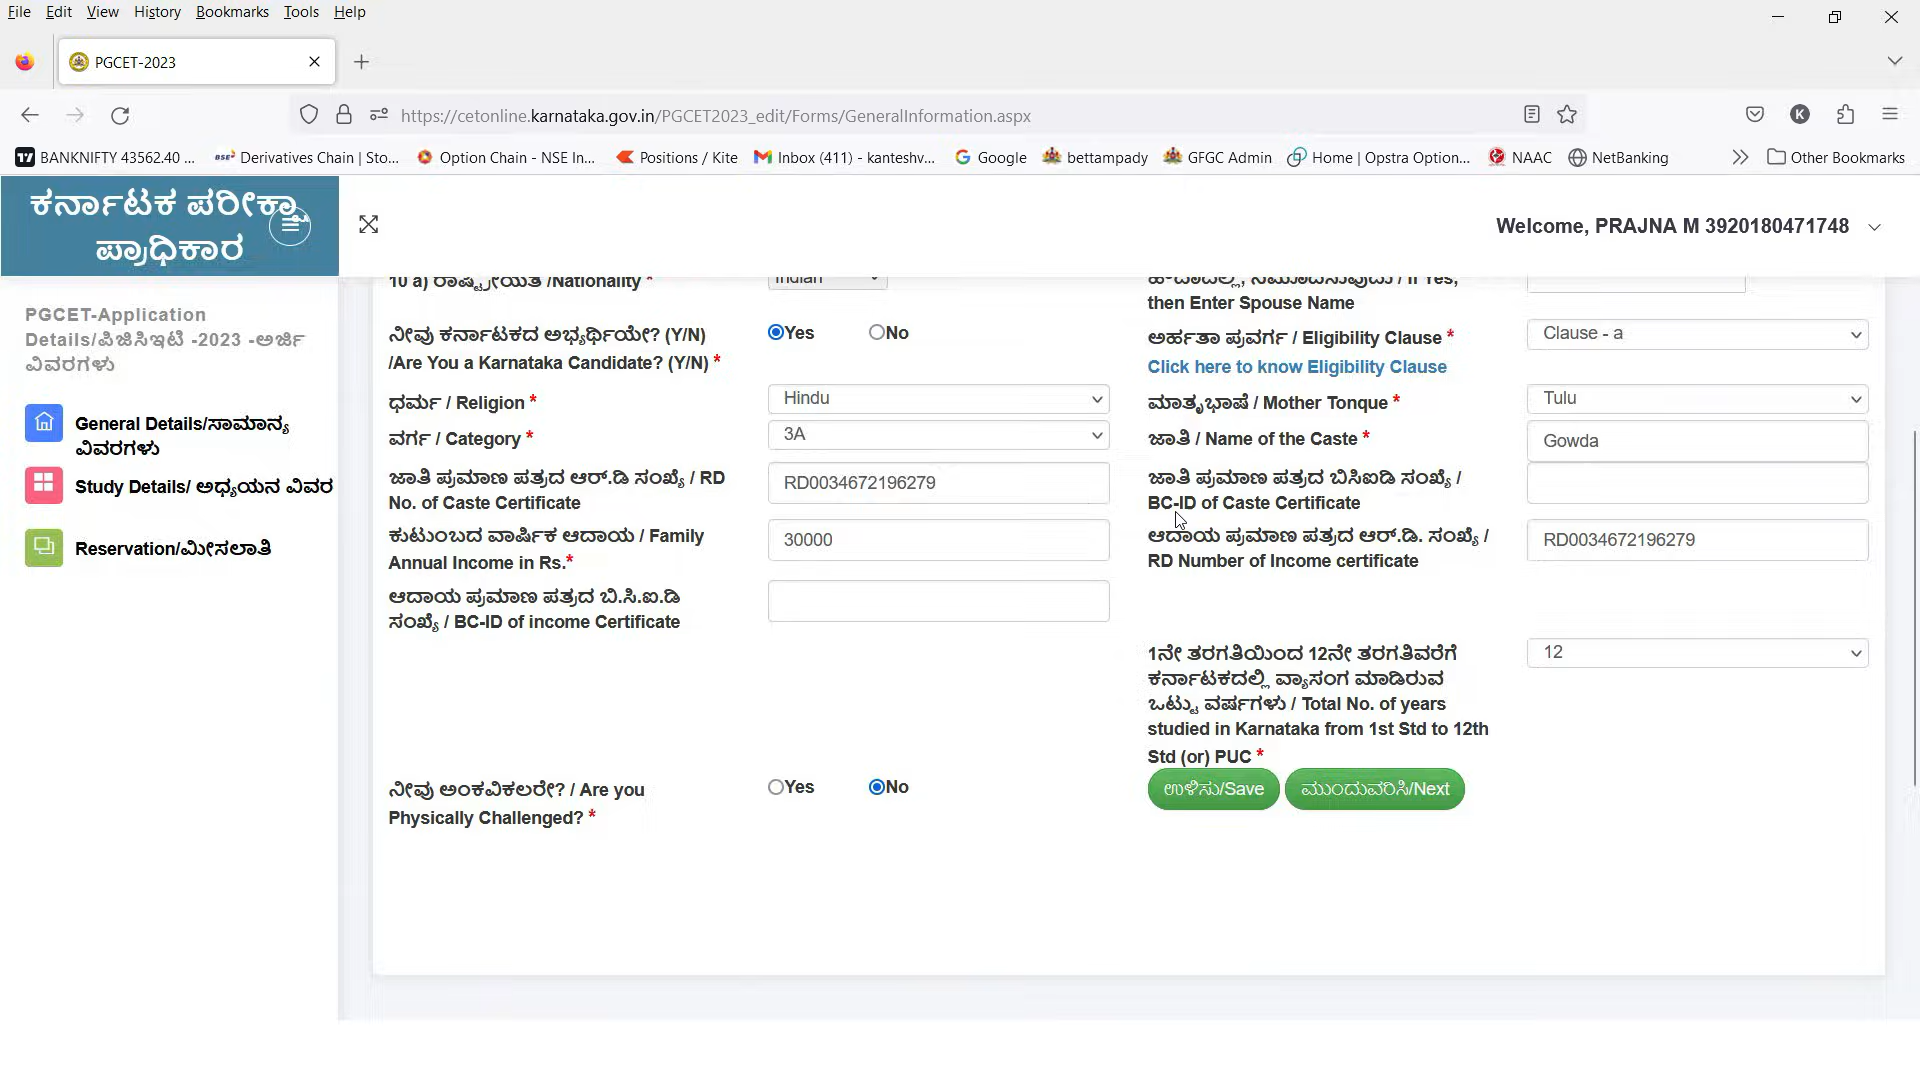 File Edit View History Bookmarks Tools Help
PGCET-2023
https://cetonline.karnataka.gov.in/PGCET2023_edit/Forms/GeneralInformation.aspx
K
BANKNIFTY 43562.40 ... Derivatives Chain | Sto... Option Chain - NSE In... Positions / Kite Inbox (411) - kanteshv... Google bettampady GFGC Admin Home | Opstra Option... NAAC NetBanking Other Bookmarks
ಕರ್ನಾಟಕ ಪರೀಕ್ಷಾ
ಪ್ರಾಧಿಕಾರ
Welcome, PRAJNA M 3920180471748
PGCET-Application
Details/ಪಿಜಿಸಿಇಟಿ -2023 -ಅರ್ಜಿ
ವಿವರಗಳು
General Details/ಸಾಮಾನ್ಯ
ವಿವರಗಳು
Study Details/ ಅಧ್ಯಯನ ವಿವರ
Reservation/ಮೀಸಲಾತಿ
10 a) ರಾಷ್ಟ್ರೀಯತೆ /Nationality *
Indian
ಹೌದಾದಲ್ಲಿ, ನಮೂದಿಸುವುದು / If Yes,
then Enter Spouse Name
ನೀವು ಕರ್ನಾಟಕದ ಅಭ್ಯರ್ಥಿಯೇ? (Y/N)
/Are You a Karnataka Candidate? (Y/N) *
Yes No
ಅರ್ಹತಾ ಪ್ರವರ್ಗ / Eligibility Clause *
Click here to know Eligibility Clause
Clause - a
ಧರ್ಮ / Religion *
Hindu
ಮಾತೃಭಾಷೆ / Mother Tonque *
Tulu
ವರ್ಗ / Category *
3A
ಜಾತಿ / Name of the Caste *
Gowda
ಜಾತಿ ಪ್ರಮಾಣ ಪತ್ರದ ಆರ್.ಡಿ ಸಂಖ್ಯೆ / RD
No. of Caste Certificate
RD0034672196279
ಜಾತಿ ಪ್ರಮಾಣ ಪತ್ರದ ಬಿಸಿಐಡಿ ಸಂಖ್ಯೆ /
BC-ID of Caste Certificate
ಕುಟುಂಬದ ವಾರ್ಷಿಕ ಆದಾಯ / Family
Annual Income in Rs.*
30000
ಆದಾಯ ಪ್ರಮಾಣ ಪತ್ರದ ಆರ್.ಡಿ. ಸಂಖ್ಯೆ /
RD Number of Income certificate
RD0034672196279
ಆದಾಯ ಪ್ರಮಾಣ ಪತ್ರದ ಬಿ.ಸಿ.ಐ.ಡಿ
ಸಂಖ್ಯೆ / BC-ID of income Certificate
1ನೇ ತರಗತಿಯಿಂದ 12ನೇ ತರಗತಿವರೆಗೆ
ಕರ್ನಾಟಕದಲ್ಲಿ ವ್ಯಾಸಂಗ ಮಾಡಿರುವ
ಒಟ್ಟು ವರ್ಷಗಳು / Total No. of years
studied in Karnataka from 1st Std to 12th
Std (or) PUC *
12
ನೀವು ಅಂಕವಿಕಲರೇ? / Are you
Physically Challenged? *
Yes No
ಉಳಿಸು/Save ಮುಂದುವರಿಸಿ/Next